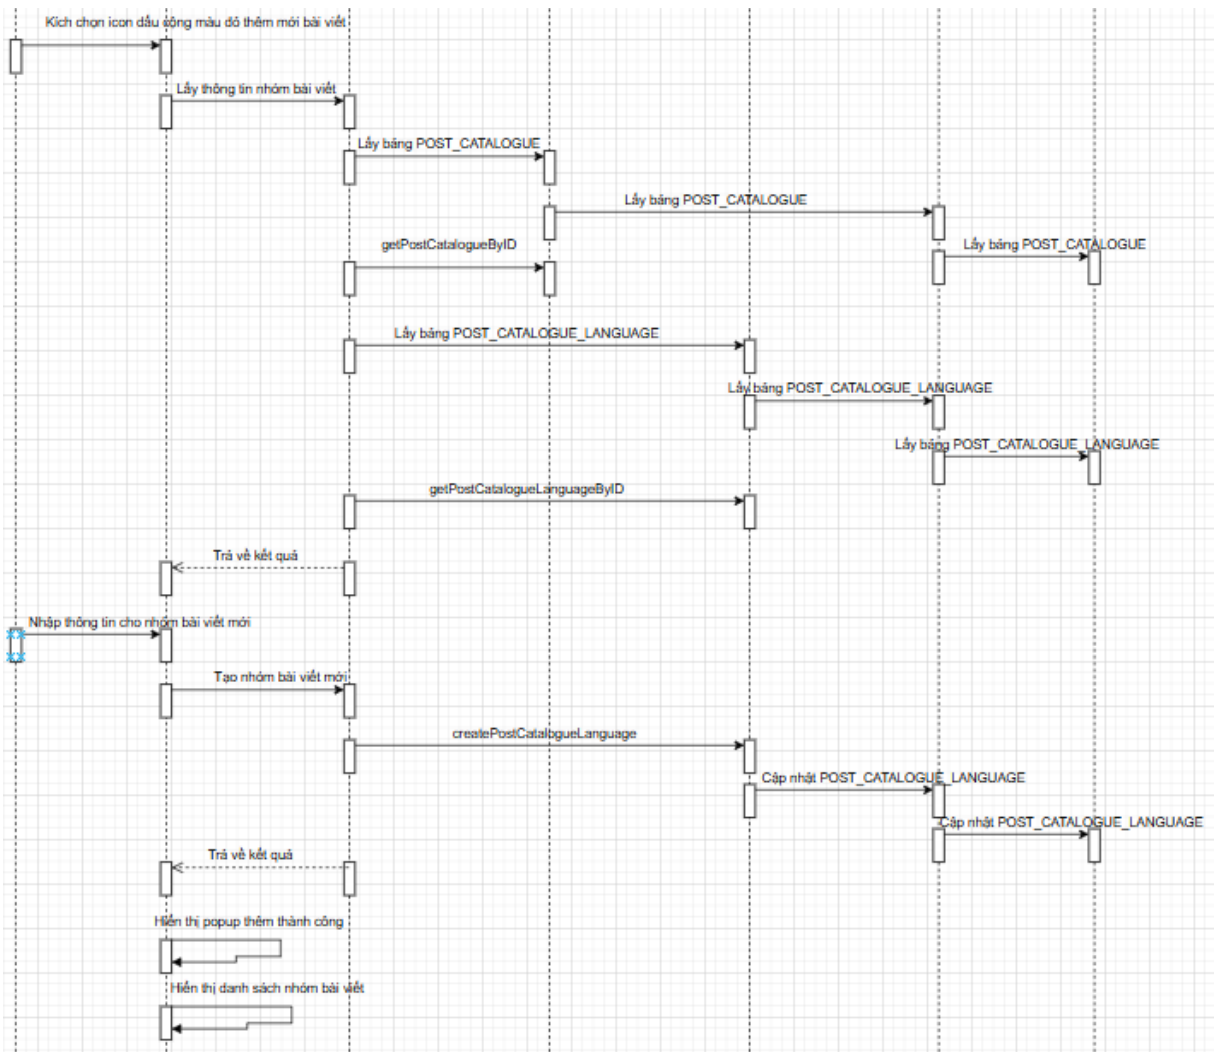 Kích chọn icon dấu cộng màu đỏ thêm mới bài viết
Lấy thông tin nhóm bài viết
Lấy bảng POST_CATALOGUE
Lấy bảng POST_CATALOGUE
getPostCatalogueByID
Lấy bảng POST_CATALOGUE
Lấy bảng POST_CATALOGUE_LANGUAGE
Lấy bảng POST_CATALOGUE_LANGUAGE
Lấy bảng POST_CATALOGUE_LANGUAGE
getPostCatalogueLanguageByID
Trả về kết quả
Nhập thông tin cho nhóm bài viết mới
Tạo nhóm bài viết mới
createPostCatalogueLanguage
Cập nhật POST_CATALOGUE_LANGUAGE
Cập nhật POST_CATALOGUE_LANGUAGE
Trả về kết quả
Hiển thị popup thêm thành công
Hiển thị danh sách nhóm bài viết